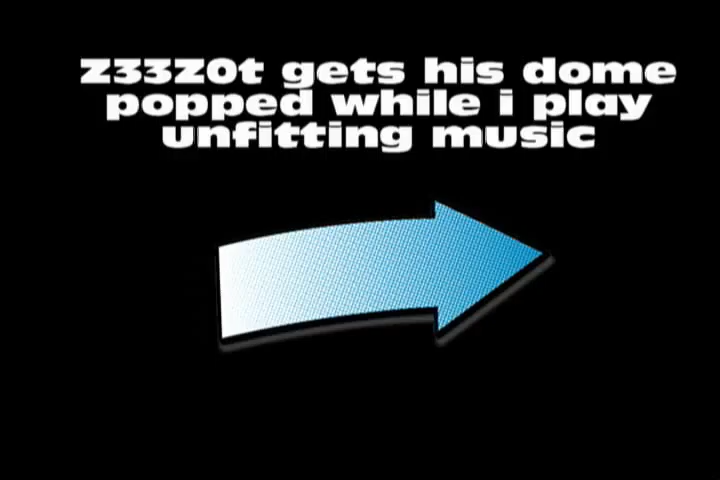 z33z0t gets his dome
popped while i play
unfitting music